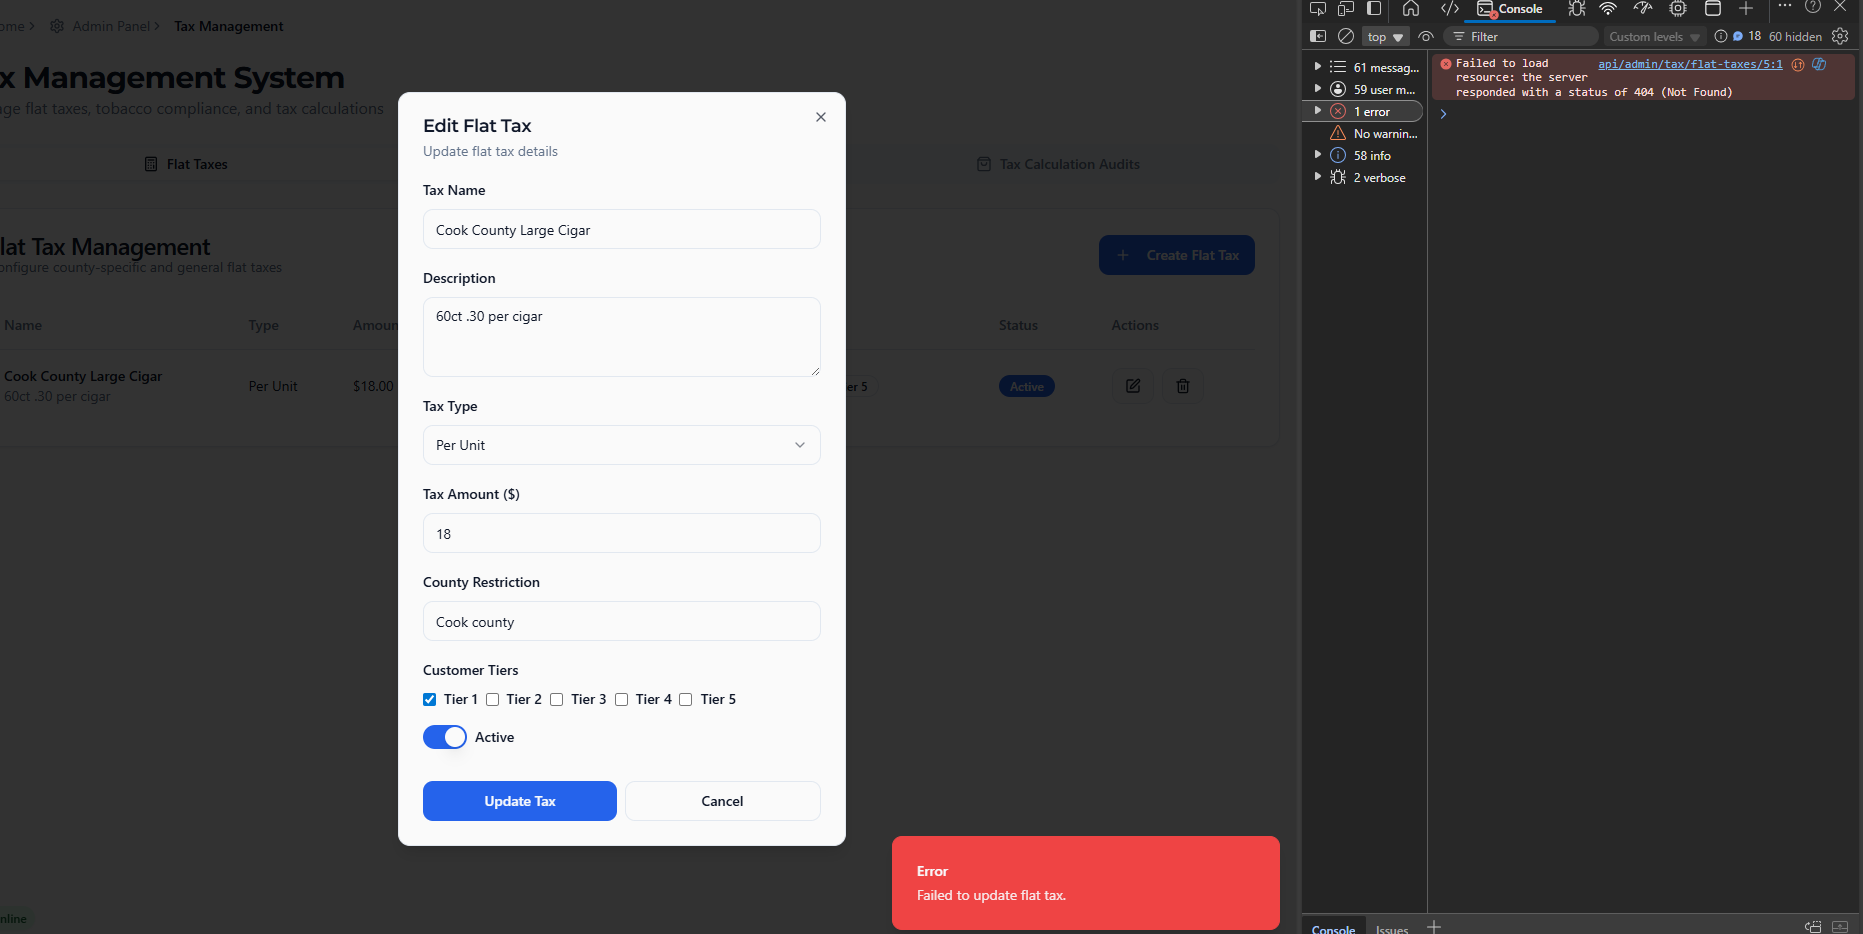 ome > Admin Panel > Tax Management
x Management System
ge flat taxes, tobacco compliance, and tax calculations
Flat Taxes
Tax Calculation Audits
lat Tax Management
onfigure county-specific and general flat taxes
Create Flat Tax
Name Type Amoun Status Actions
Cook County Large Cigar
60ct .30 per cigar
Per Unit
$18.00
er 5
Active
nline
Edit Flat Tax
Update flat tax details
Tax Name
Cook County Large Cigar
Description
60ct .30 per cigar
Tax Type
Per Unit
Tax Amount ($)
18
County Restriction
Cook county
Customer Tiers
Tier 1 Tier 2 Tier 3 Tier 4 Tier 5
Active
Update Tax Cancel
Error
Failed to update flat tax.
Console
top Filter Custom levels 18 60 hidden
61 messag...
59 user m...
1 error
No warnin...
58 info
2 verbose
Failed to load api/admin/tax/flat-taxes/5:1
resource: the server
responded with a status of 404 (Not Found)
Console Issues